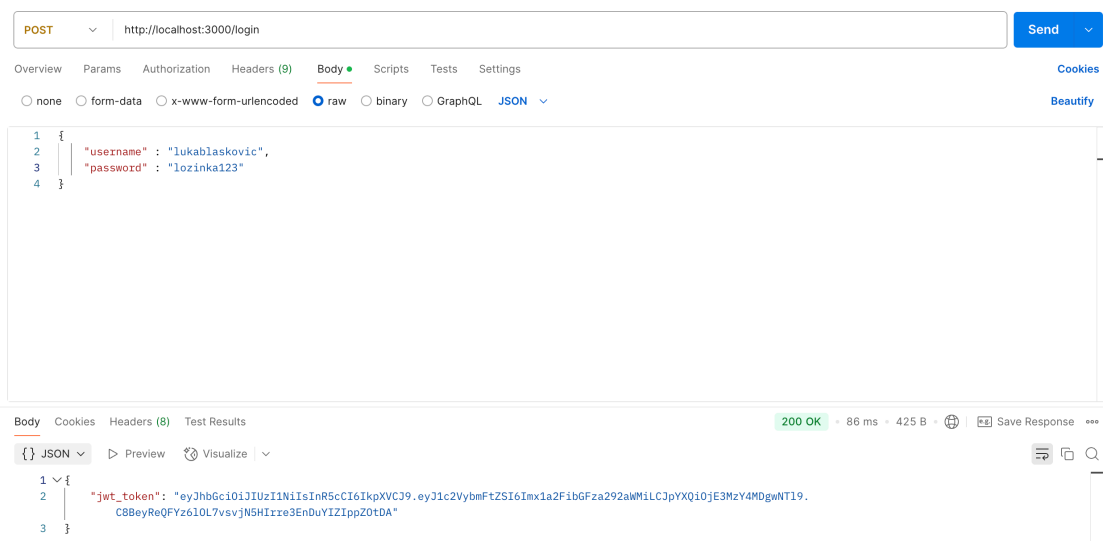 POST http://localhost:3000/login Send
Overview Params Authorization Headers (9) Body Scripts Tests Settings Cookies
none form-data x-www-form-urlencoded raw binary GraphQL JSON Beautify
1 {
2 "username" : "lukablaskovic",
3 "password" : "lozinka123"
4 }
Body Cookies Headers (8) Test Results 200 OK 86 ms 425 B e.g. Save Response
{} JSON Preview Visualize
1 {
2 "jwt_token": "eyJhbGciOiJIUzI1NiIsInR5cCI6IkpXVCJ9.eyJ1c2VybmFtZSI6Imx1a2FibGFza292aWMiLCJpYXQiOjE3MzY4MDgwNTl9.
C8BeyReQFYz6lOL7vsvjN5HIrre3EnDuYIZIppZOtDA"
3 }